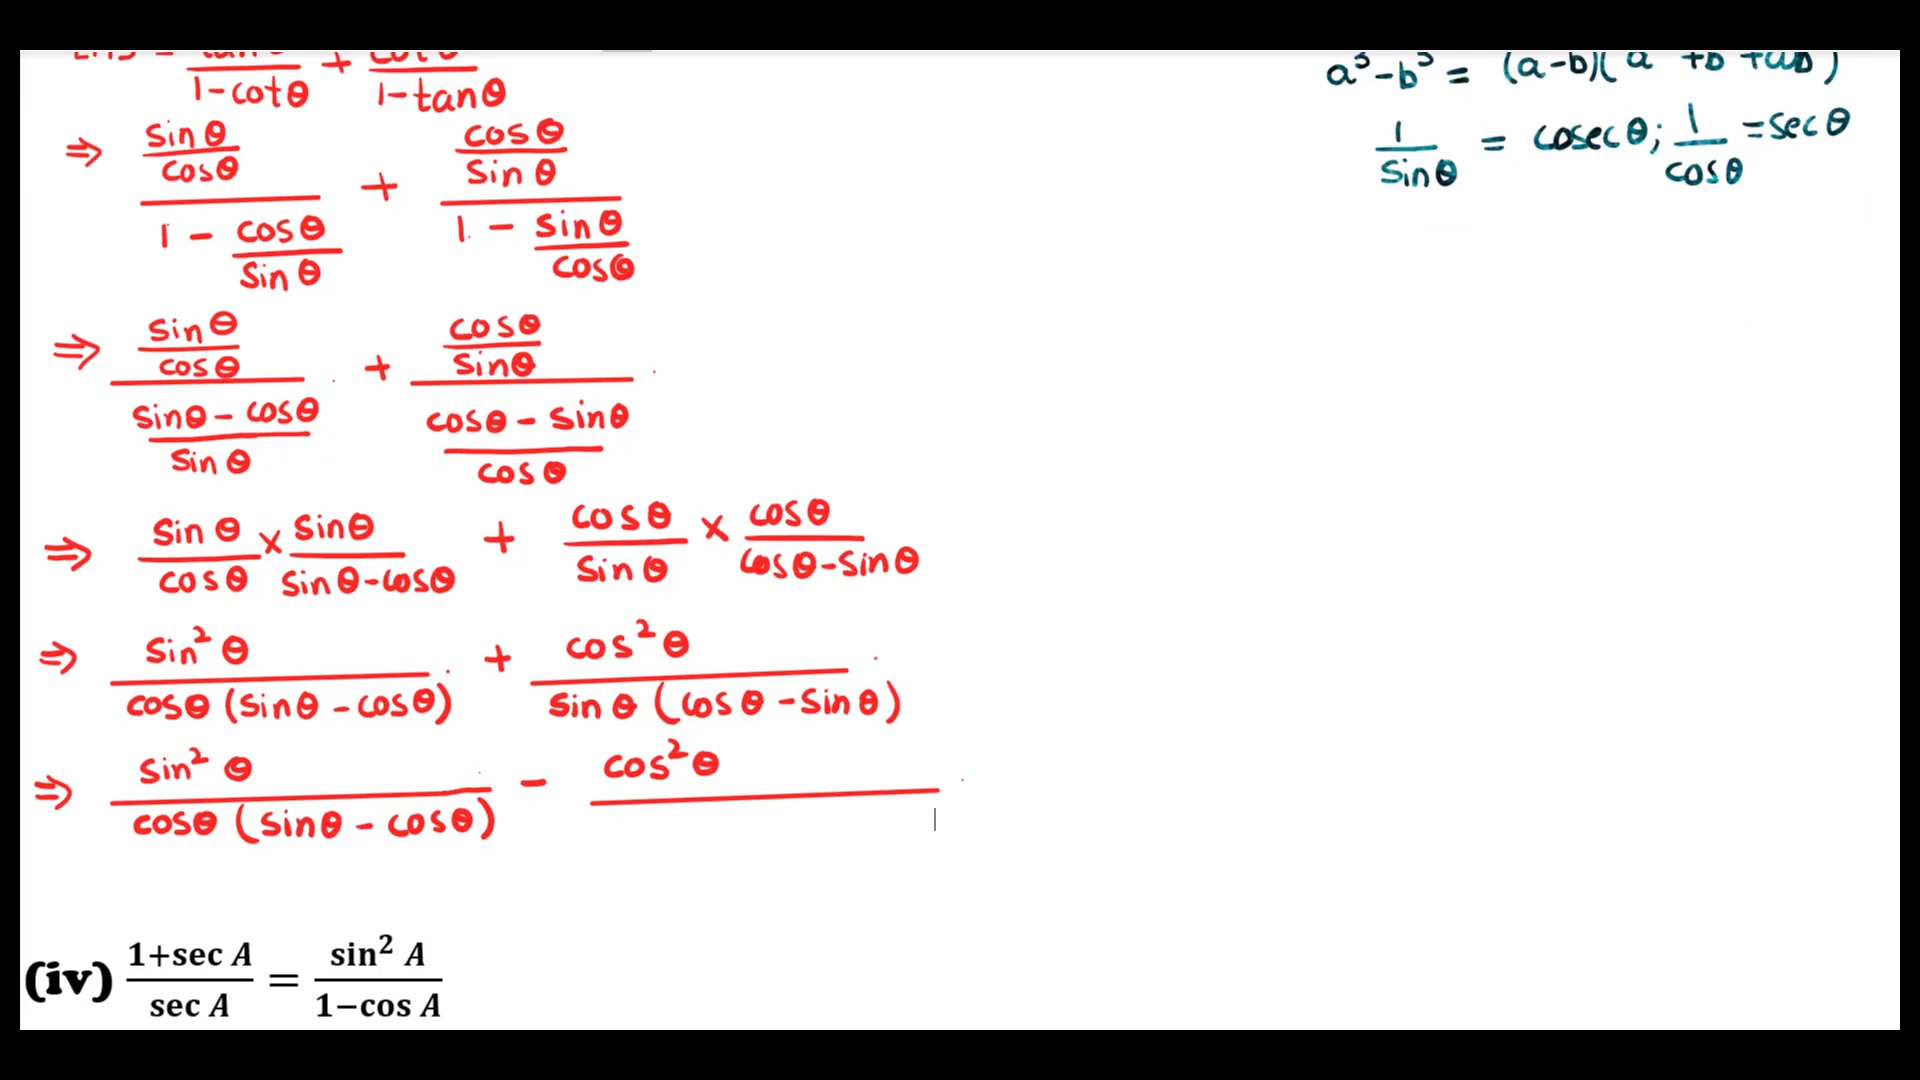 1-cotθ 1-tanθ
a³-b³ = (a-b)(
1/sinθ = cosecθ; 1/cosθ = secθ
⇒ (sinθ/cosθ)/(1 - cosθ/sinθ) + (cosθ/sinθ)/(1 - sinθ/cosθ)
⇒ (sinθ/cosθ)/((sinθ - cosθ)/sinθ) + (cosθ/sinθ)/((cosθ - sinθ)/cosθ)
⇒ sinθ/cosθ × sinθ/(sinθ-cosθ) + cosθ/sinθ × cosθ/(cosθ-sinθ)
⇒ sin²θ/(cosθ(sinθ - cosθ)) + cos²θ/(sinθ(cosθ - sinθ))
⇒ sin²θ/(cosθ(sinθ - cosθ)) - cos²θ/
(iv) (1+sec A)/(sec A) = (sin² A)/(1−cos A)